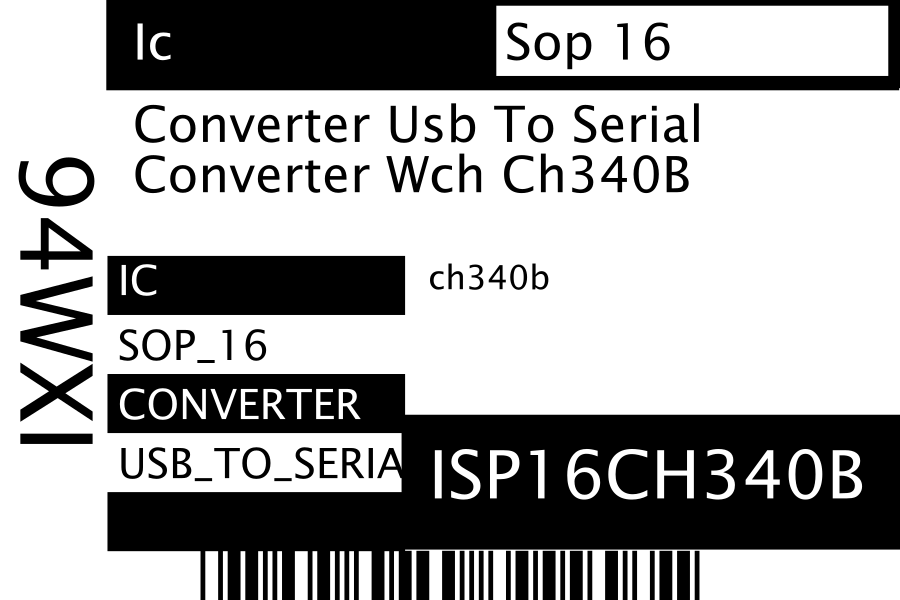 Ic
Sop 16
Converter Usb To Serial
Converter Wch Ch340B
94WXI
IC
ch340b
SOP_16
CONVERTER
USB_TO_SERIA
ISP16CH340B